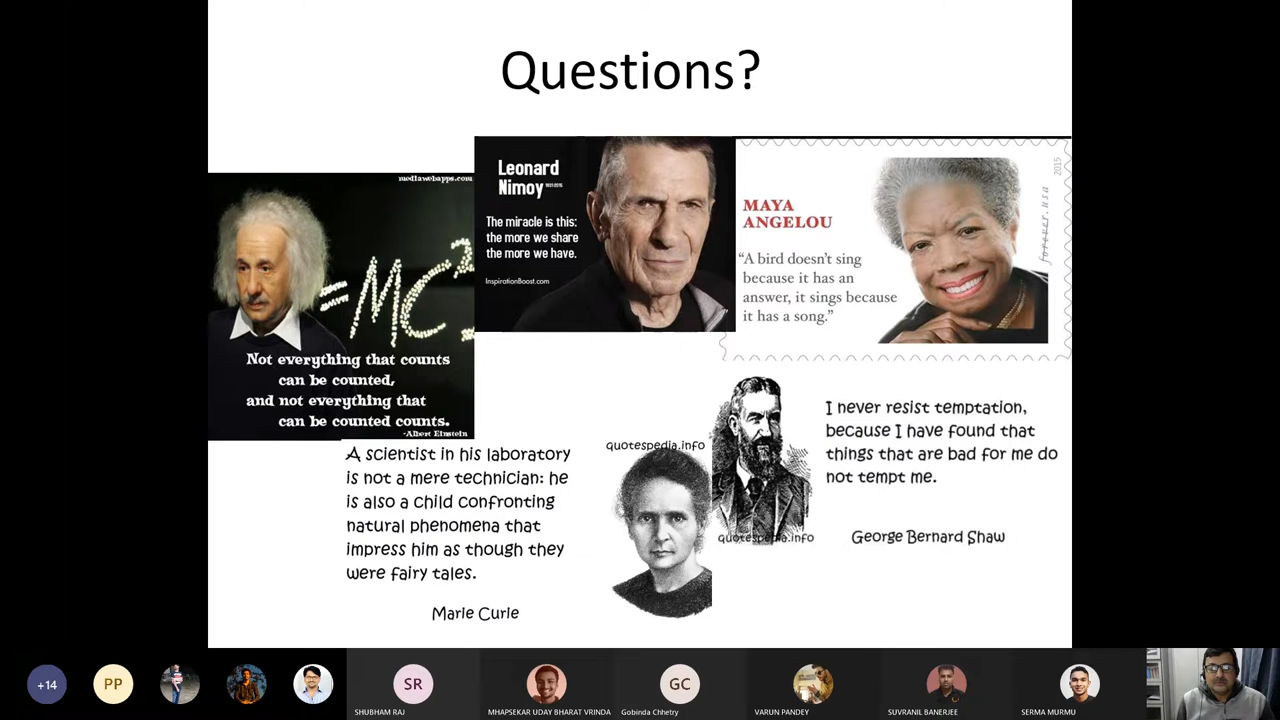 Questions?
mediawebapps.com
=MC²
Not everything that counts
can be counted,
and not everything that
can be counted counts.
-Albert Einstein
Leonard
Nimoy
The miracle is this:
the more we share
the more we have.
InspirationBoost.com
MAYA
ANGELOU
“A bird doesn’t sing
because it has an
answer, it sings because
it has a song.”
2015
forever.usa
A scientist in his laboratory
is not a mere technician: he
is also a child confronting
natural phenomena that
impress him as though they
were fairy tales.
Marie Curie
quotespedia.info
I never resist temptation,
because I have found that
things that are bad for me do
not tempt me.
George Bernard Shaw
quotespedia.info
+14
PP
SR
SHUBHAM RAJ
MHAPSEKAR UDAY BHARAT VRINDA
GC
Gobinda Chhetry
VARUN PANDEY
SUVRANIL BANERJEE
SERMA MURMU